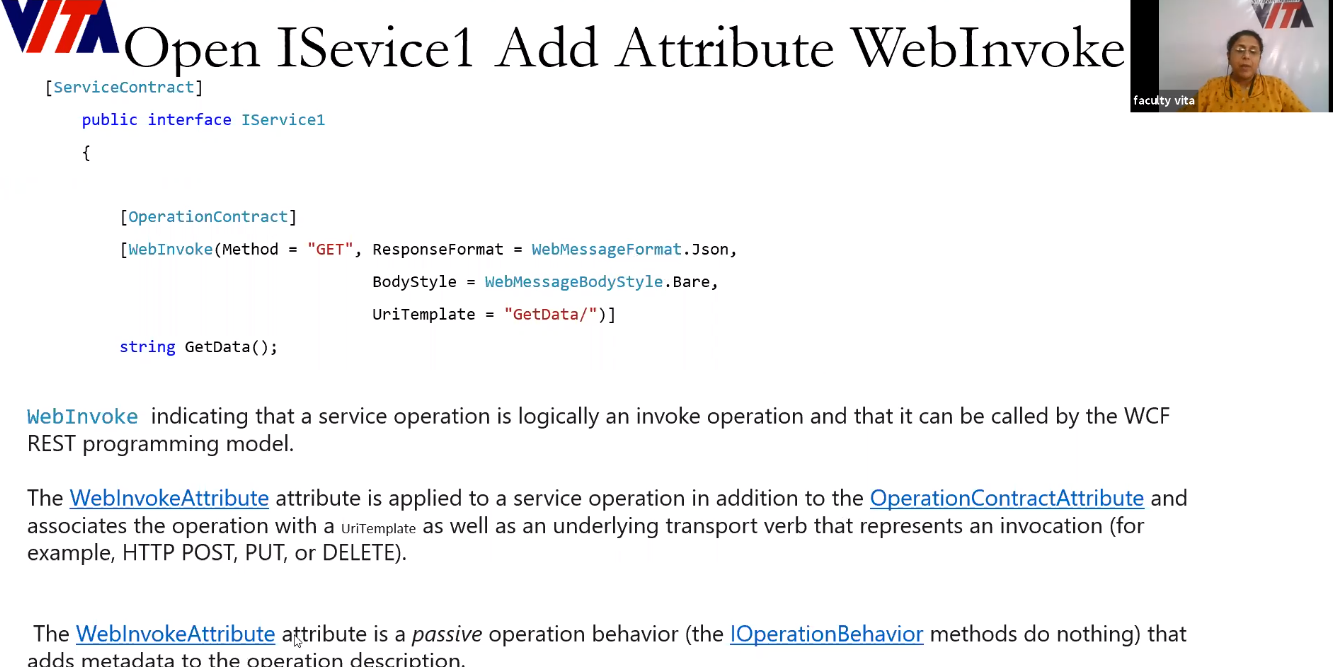 VITA
Open ISevice1 Add Attribute WebInvoke
VITA
faculty vita
[ServiceContract]
public interface IService1
{
[OperationContract]
[WebInvoke(Method = "GET", ResponseFormat = WebMessageFormat.Json,
BodyStyle = WebMessageBodyStyle.Bare,
UriTemplate = "GetData/")]
string GetData();
WebInvoke indicating that a service operation is logically an invoke operation and that it can be called by the WCF
REST programming model.
The WebInvokeAttribute attribute is applied to a service operation in addition to the OperationContractAttribute and
associates the operation with a UriTemplate as well as an underlying transport verb that represents an invocation (for
example, HTTP POST, PUT, or DELETE).
The WebInvokeAttribute attribute is a passive operation behavior (the IOperationBehavior methods do nothing) that
adds metadata to the operation description.